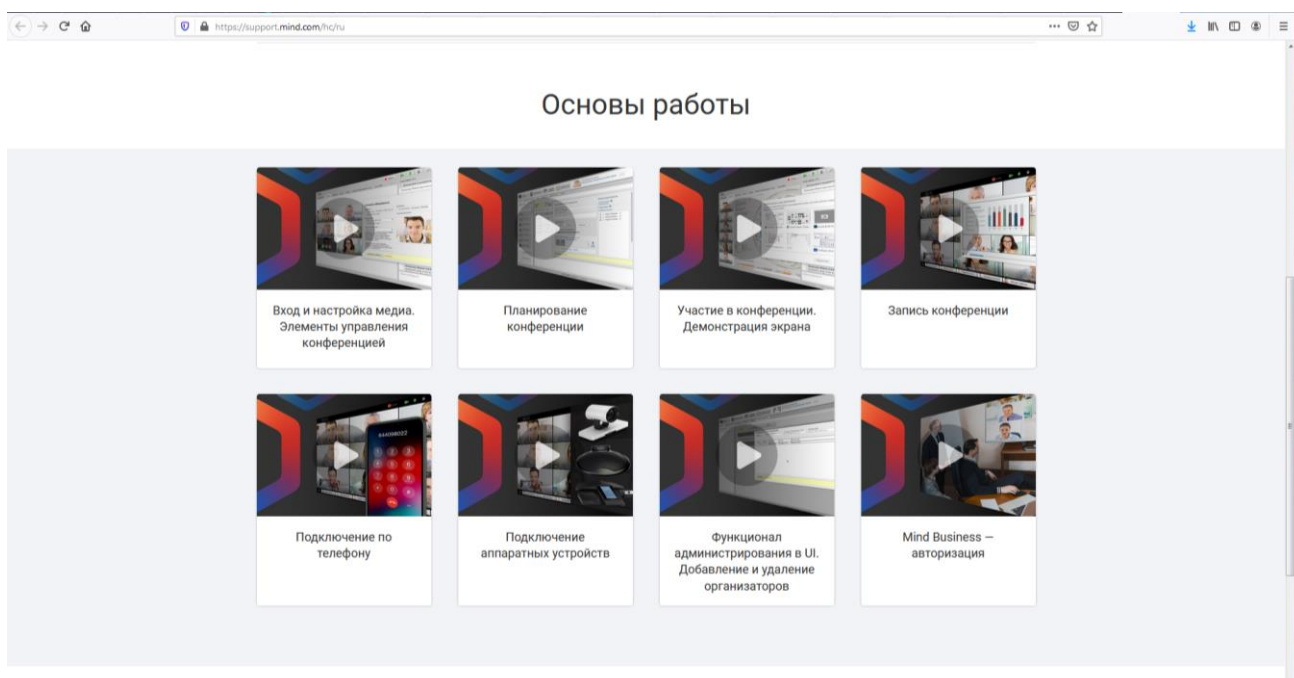 https://support.mind.com/hc/ru
Основы работы
Вход и настройка медиа.
Элементы управления
конференцией
Планирование
конференции
Участие в конференции.
Демонстрация экрана
Запись конференции
Подключение по
телефону
Подключение
аппаратных устройств
Функционал
администрирования в UI.
Добавление и удаление
организаторов
Mind Business —
авторизация